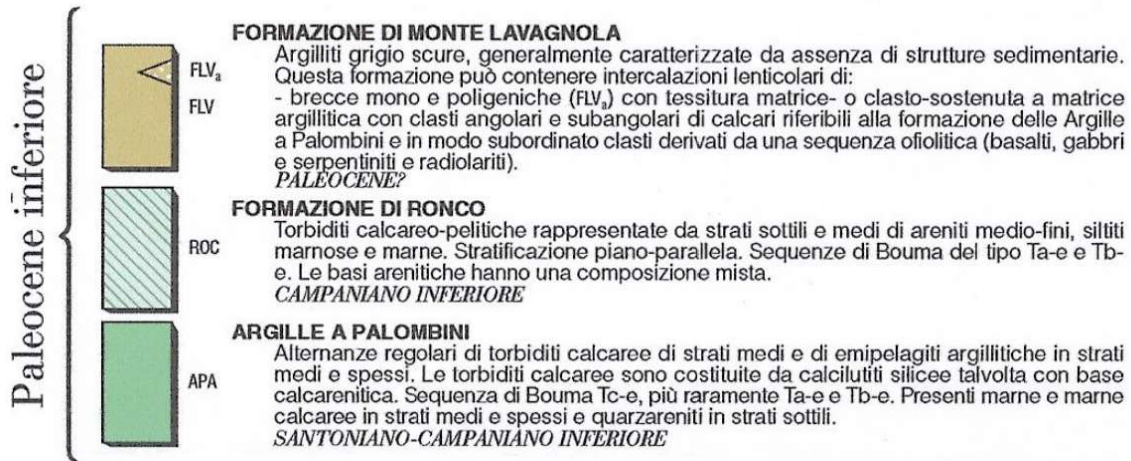 Paleocene inferiore
FORMAZIONE DI MONTE LAVAGNOLA
FLVa
FLV
Argilliti grigio scure, generalmente caratterizzate da assenza di strutture sedimentarie.
Questa formazione può contenere intercalazioni lenticolari di:
- brecce mono e poligeniche (FLVa) con tessitura matrice- o clasto-sostenuta a matrice
argillitica con clasti angolari e subangolari di calcari riferibili alla formazione delle Argille
a Palombini e in modo subordinato clasti derivati da una sequenza ofiolitica (basalti, gabbri
e serpentiniti e radiolariti).
PALEOCENE?
FORMAZIONE DI RONCO
ROC
Torbiditi calcareo-pelitiche rappresentate da strati sottili e medi di areniti medio-fini, siltiti
marnose e marne. Stratificazione piano-parallela. Sequenze di Bouma del tipo Ta-e e Tb-
e. Le basi arenitiche hanno una composizione mista.
CAMPANIANO INFERIORE
ARGILLE A PALOMBINI
APA
Alternanze regolari di torbiditi calcaree di strati medi e di emipelagiti argillitiche in strati
medi e spessi. Le torbiditi calcaree sono costituite da calcilutiti silicee talvolta con base
calcarenitica. Sequenza di Bouma Tc-e, più raramente Ta-e e Tb-e. Presenti marne e marne
calcaree in strati medi e spessi e quarzareniti in strati sottili.
SANTONIANO-CAMPANIANO INFERIORE